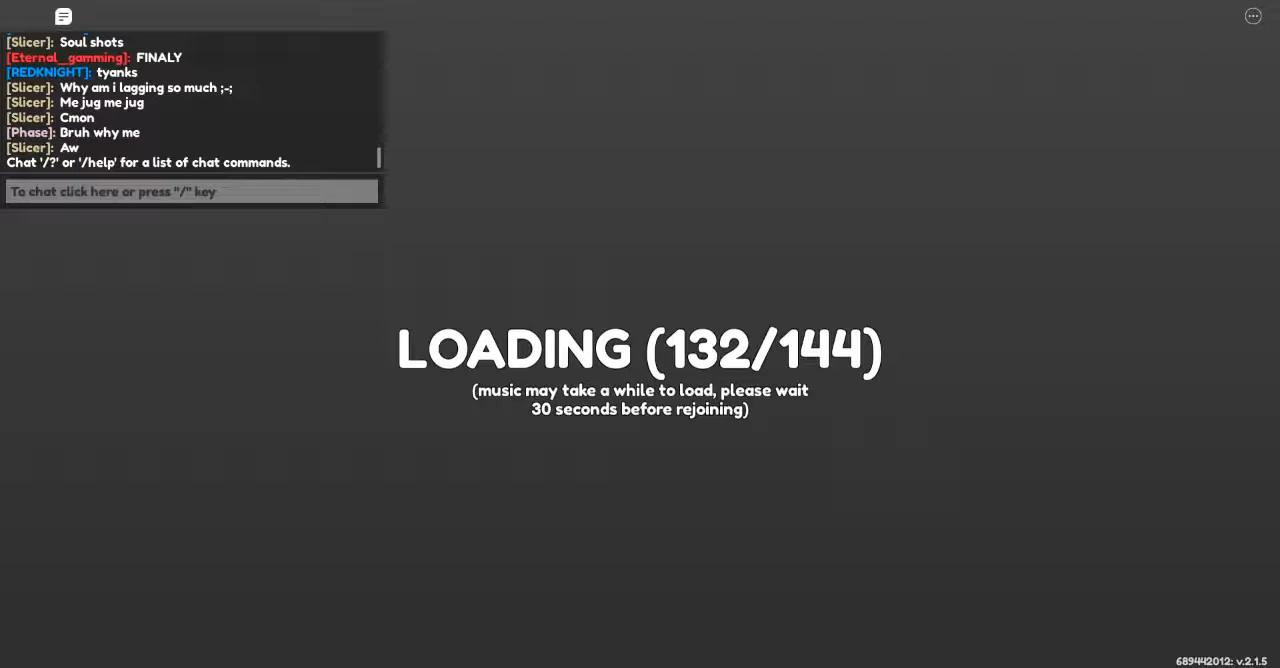 [Slicer]: Soul shots
[Eternal_gamming]: FINALY
[REDKNIGHT]: tyanks
[Slicer]: Why am i lagging so much ;-;
[Slicer]: Me jug me jug
[Slicer]: Cmon
[Phase]: Bruh why me
[Slicer]: Aw
Chat '/?' or '/help' for a list of chat commands.
To chat click here or press "/" key
LOADING (132/144)
(music may take a while to load, please wait
30 seconds before rejoining)
689442012: v.2.1.5